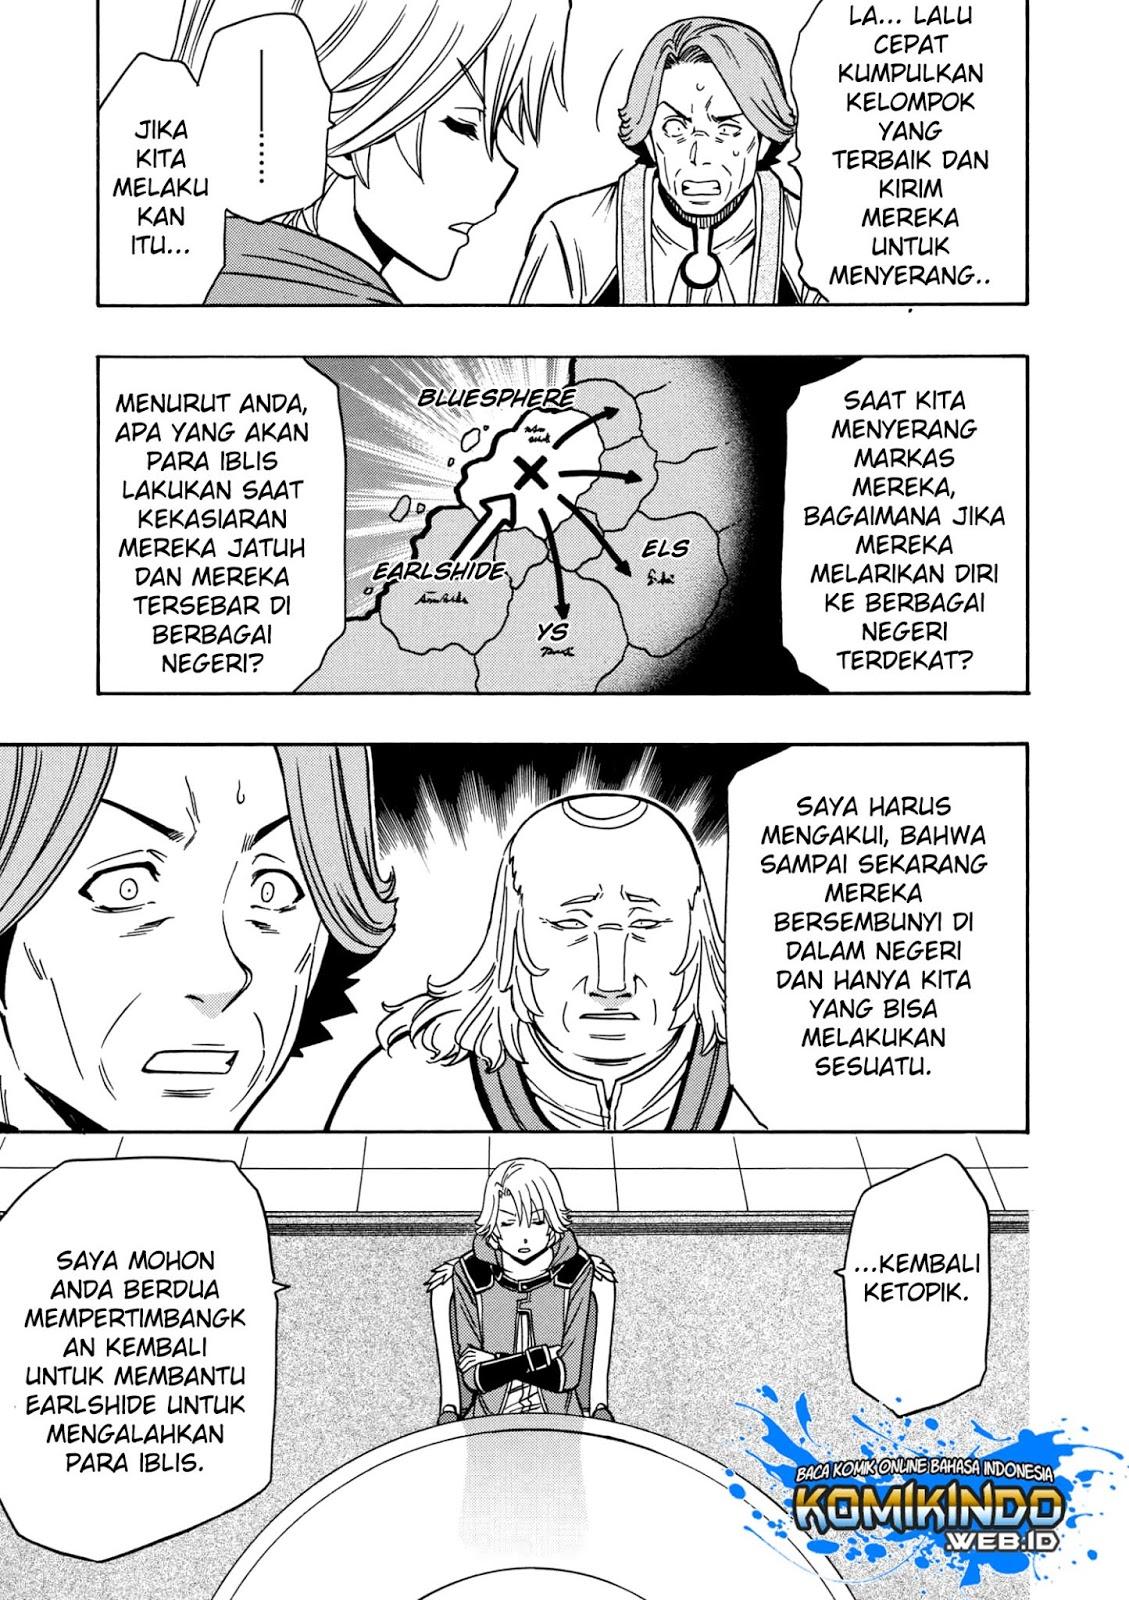 LA... LALU
CEPAT
KUMPULKAN
KELOMPOK
YANG
TERBAIK DAN
KIRIM
MEREKA
UNTUK
MENYERANG..
..........
JIKA
KITA
MELAKU
KAN
ITU...
SAAT KITA
MENYERANG
MARKAS
MEREKA,
BAGAIMANA JIKA
MEREKA
MELARIKAN DIRI
KE BERBAGAI
NEGERI
TERDEKAT?
BLUESPHERE
EARLSHIDE
ELS
YS
MENURUT ANDA,
APA YANG AKAN
PARA IBLIS
LAKUKAN SAAT
KEKASIARAN
MEREKA JATUH
DAN MEREKA
TERSEBAR DI
BERBAGAI
NEGERI?
SAYA HARUS
MENGAKUI, BAHWA
SAMPAI SEKARANG
MEREKA
BERSEMBUNYI DI
DALAM NEGERI
DAN HANYA KITA
YANG BISA
MELAKUKAN
SESUATU.
...KEMBALI
KETOPIK.
SAYA MOHON
ANDA BERDUA
MEMPERTIMBANGK
AN KEMBALI
UNTUK MEMBANTU
EARLSHIDE UNTUK
MENGALAHKAN
PARA IBLIS.
BACA KOMIK ONLINE BAHASA INDONESIA
KOMIKINDO
WEB.ID